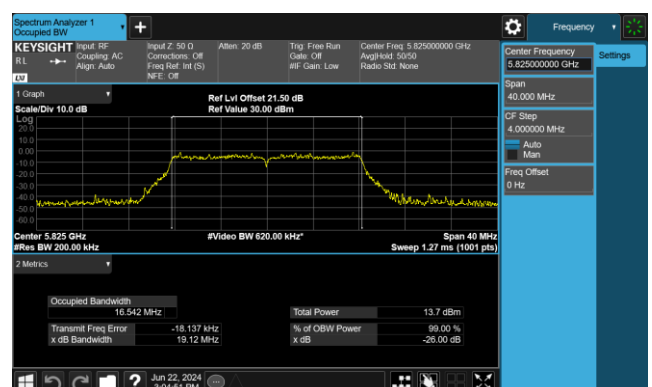 Spectrum Analyzer 1
Occupied BW
Frequency
KEYSIGHT
RL
LXI
Input: RF
Coupling: AC
Align: Auto
Input Z: 50 Ω
Corrections: Off
Freq Ref: Int (S)
NFE: Off
Atten: 20 dB
Trig: Free Run
Gate: Off
#IF Gain: Low
Center Freq: 5.825000000 GHz
Avg|Hold: 50/50
Radio Std: None
Center Frequency
5.825000000 GHz
Settings
Span
40.000 MHz
CF Step
4.000000 MHz
Auto
Man
Freq Offset
0 Hz
1 Graph
Scale/Div 10.0 dB
Ref Lvl Offset 21.50 dB
Ref Value 30.00 dBm
Log
20.0
10.0
0.00
-10.0
-20.0
-30.0
-40.0
-50.0
-60.0
Center 5.825 GHz
#Video BW 620.00 kHz*
Span 40 MHz
#Res BW 200.00 kHz
Sweep 1.27 ms (1001 pts)
2 Metrics
Occupied Bandwidth
16.542 MHz
Total Power 13.7 dBm
Transmit Freq Error -18.137 kHz
% of OBW Power 99.00 %
x dB Bandwidth 19.12 MHz
x dB -26.00 dB
?
Jun 22, 2024
3:04:51 PM